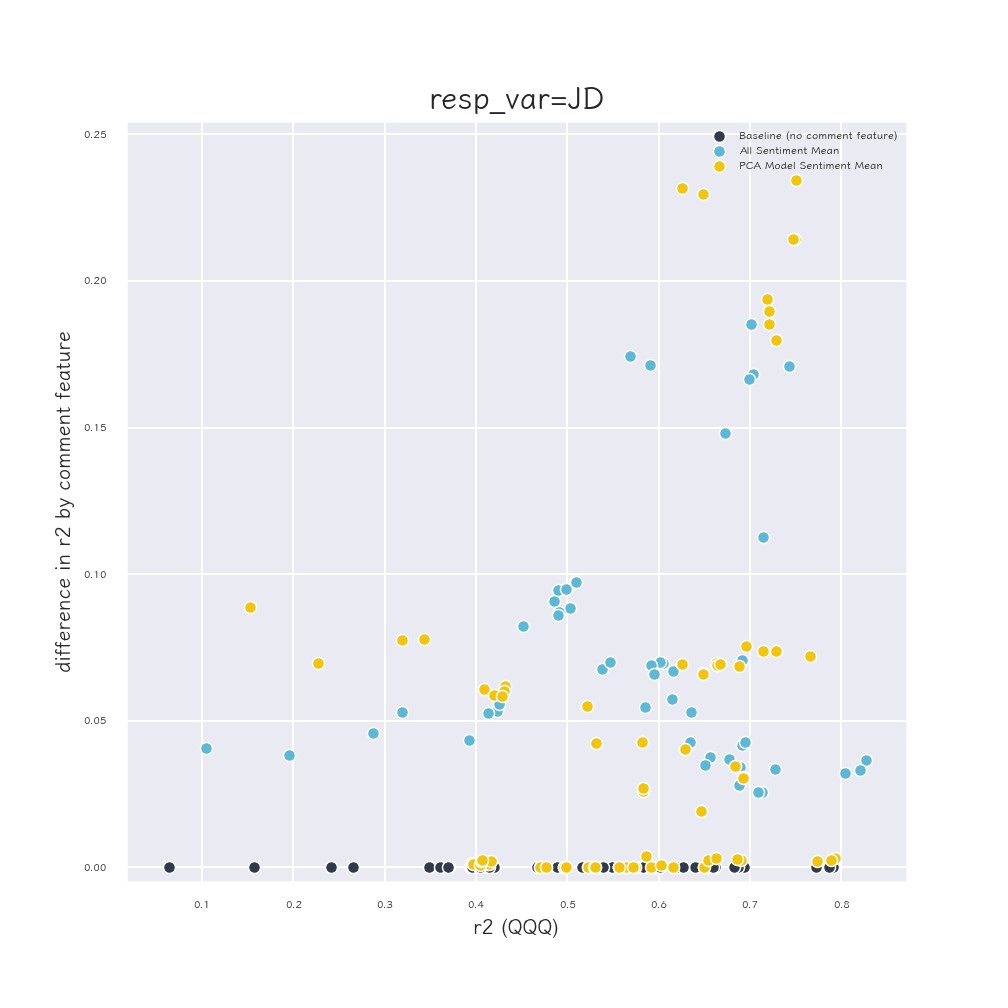 resp_var=JD
Baseline (no comment feature)
All Sentiment Mean
PCA Model Sentiment Mean
difference in r2 by comment feature
0.25
0.20
0.15
0.10
0.05
0.00
0.1 0.2 0.3 0.4 0.5 0.6 0.7 0.8
r2 (QQQ)